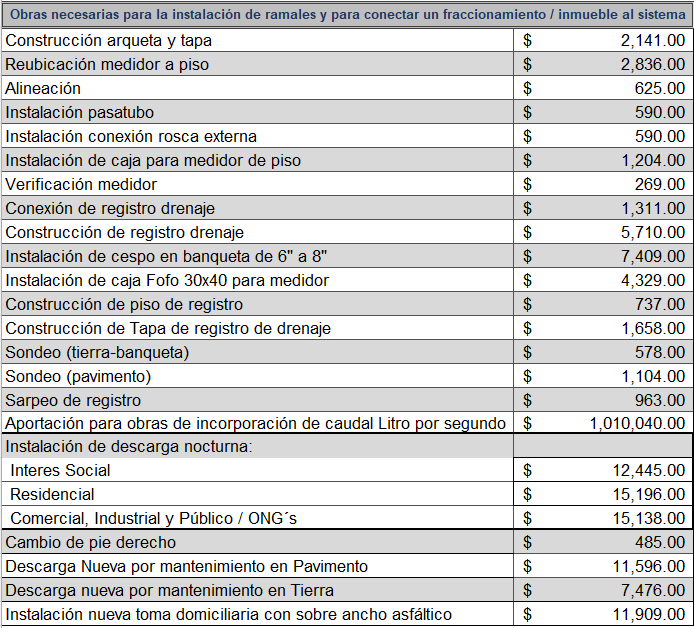 Obras necesarias para la instalación de ramales y para conectar un fraccionamiento / inmueble al sistema
Construcción arqueta y tapa $ 2,141.00
Reubicación medidor a piso $ 2,836.00
Alineación $ 625.00
Instalación pasatubo $ 590.00
Instalación conexión rosca externa $ 590.00
Instalación de caja para medidor de piso $ 1,204.00
Verificación medidor $ 269.00
Conexión de registro drenaje $ 1,311.00
Construcción de registro drenaje $ 5,710.00
Instalación de cespo en banqueta de 6" a 8" $ 7,409.00
Instalación de caja Fofo 30x40 para medidor $ 4,329.00
Construcción de piso de registro $ 737.00
Construcción de Tapa de registro de drenaje $ 1,658.00
Sondeo (tierra-banqueta) $ 578.00
Sondeo (pavimento) $ 1,104.00
Sarpeo de registro $ 963.00
Aportación para obras de incorporación de caudal Litro por segundo $ 1,010,040.00
Instalación de descarga nocturna:
Interes Social $ 12,445.00
Residencial $ 15,196.00
Comercial, Industrial y Público / ONG´s $ 15,138.00
Cambio de pie derecho $ 485.00
Descarga Nueva por mantenimiento en Pavimento $ 11,596.00
Descarga nueva por mantenimiento en Tierra $ 7,476.00
Instalación nueva toma domiciliaria con sobre ancho asfáltico $ 11,909.00